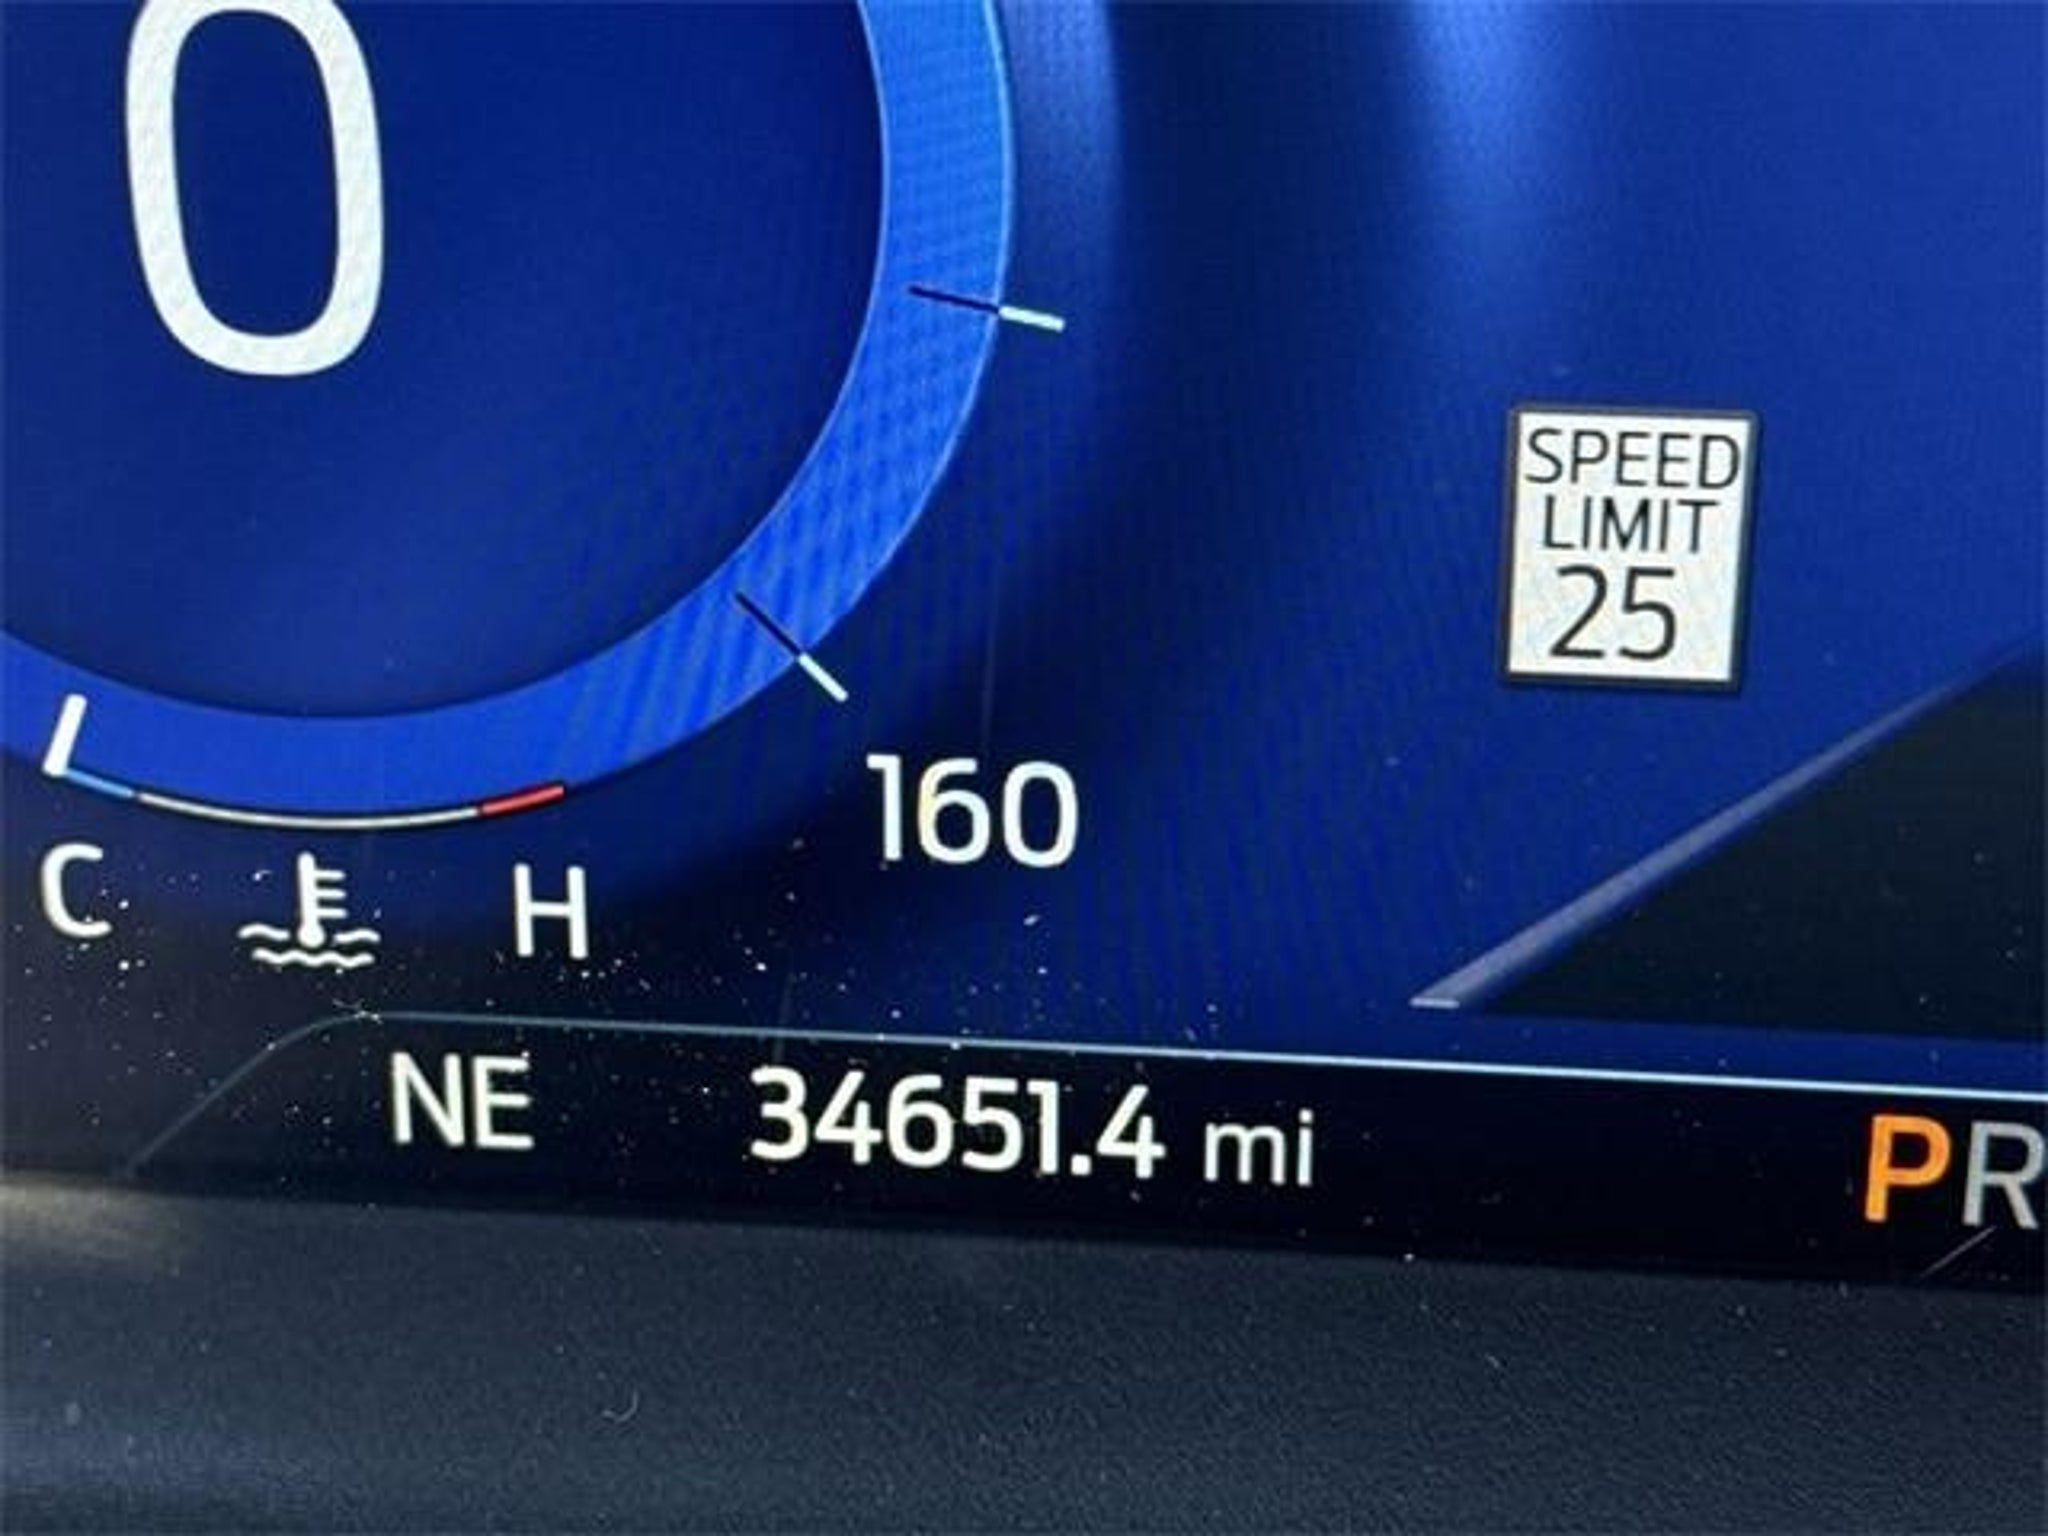 0
SPEED
LIMIT
25
160
C H
NE 34651.4 mi PR